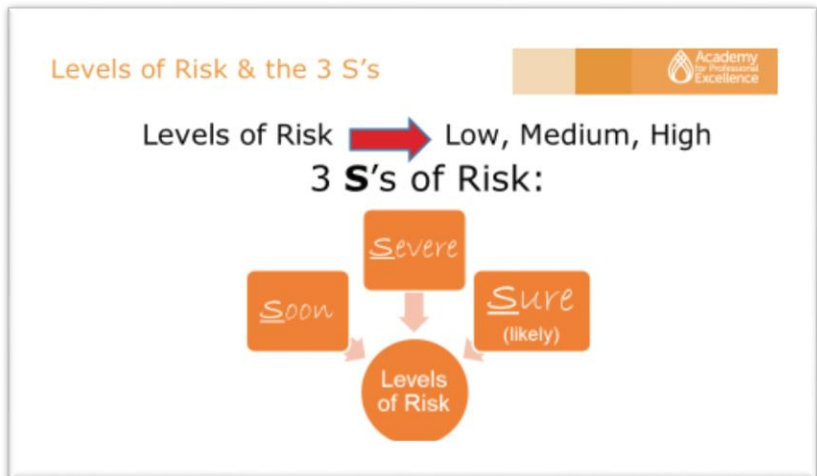 Levels of Risk & the 3 S's
Academy
for Professional
Excellence
Levels of Risk Low, Medium, High
3 S's of Risk:
Severe
Soon
Sure
(likely)
Levels
of Risk